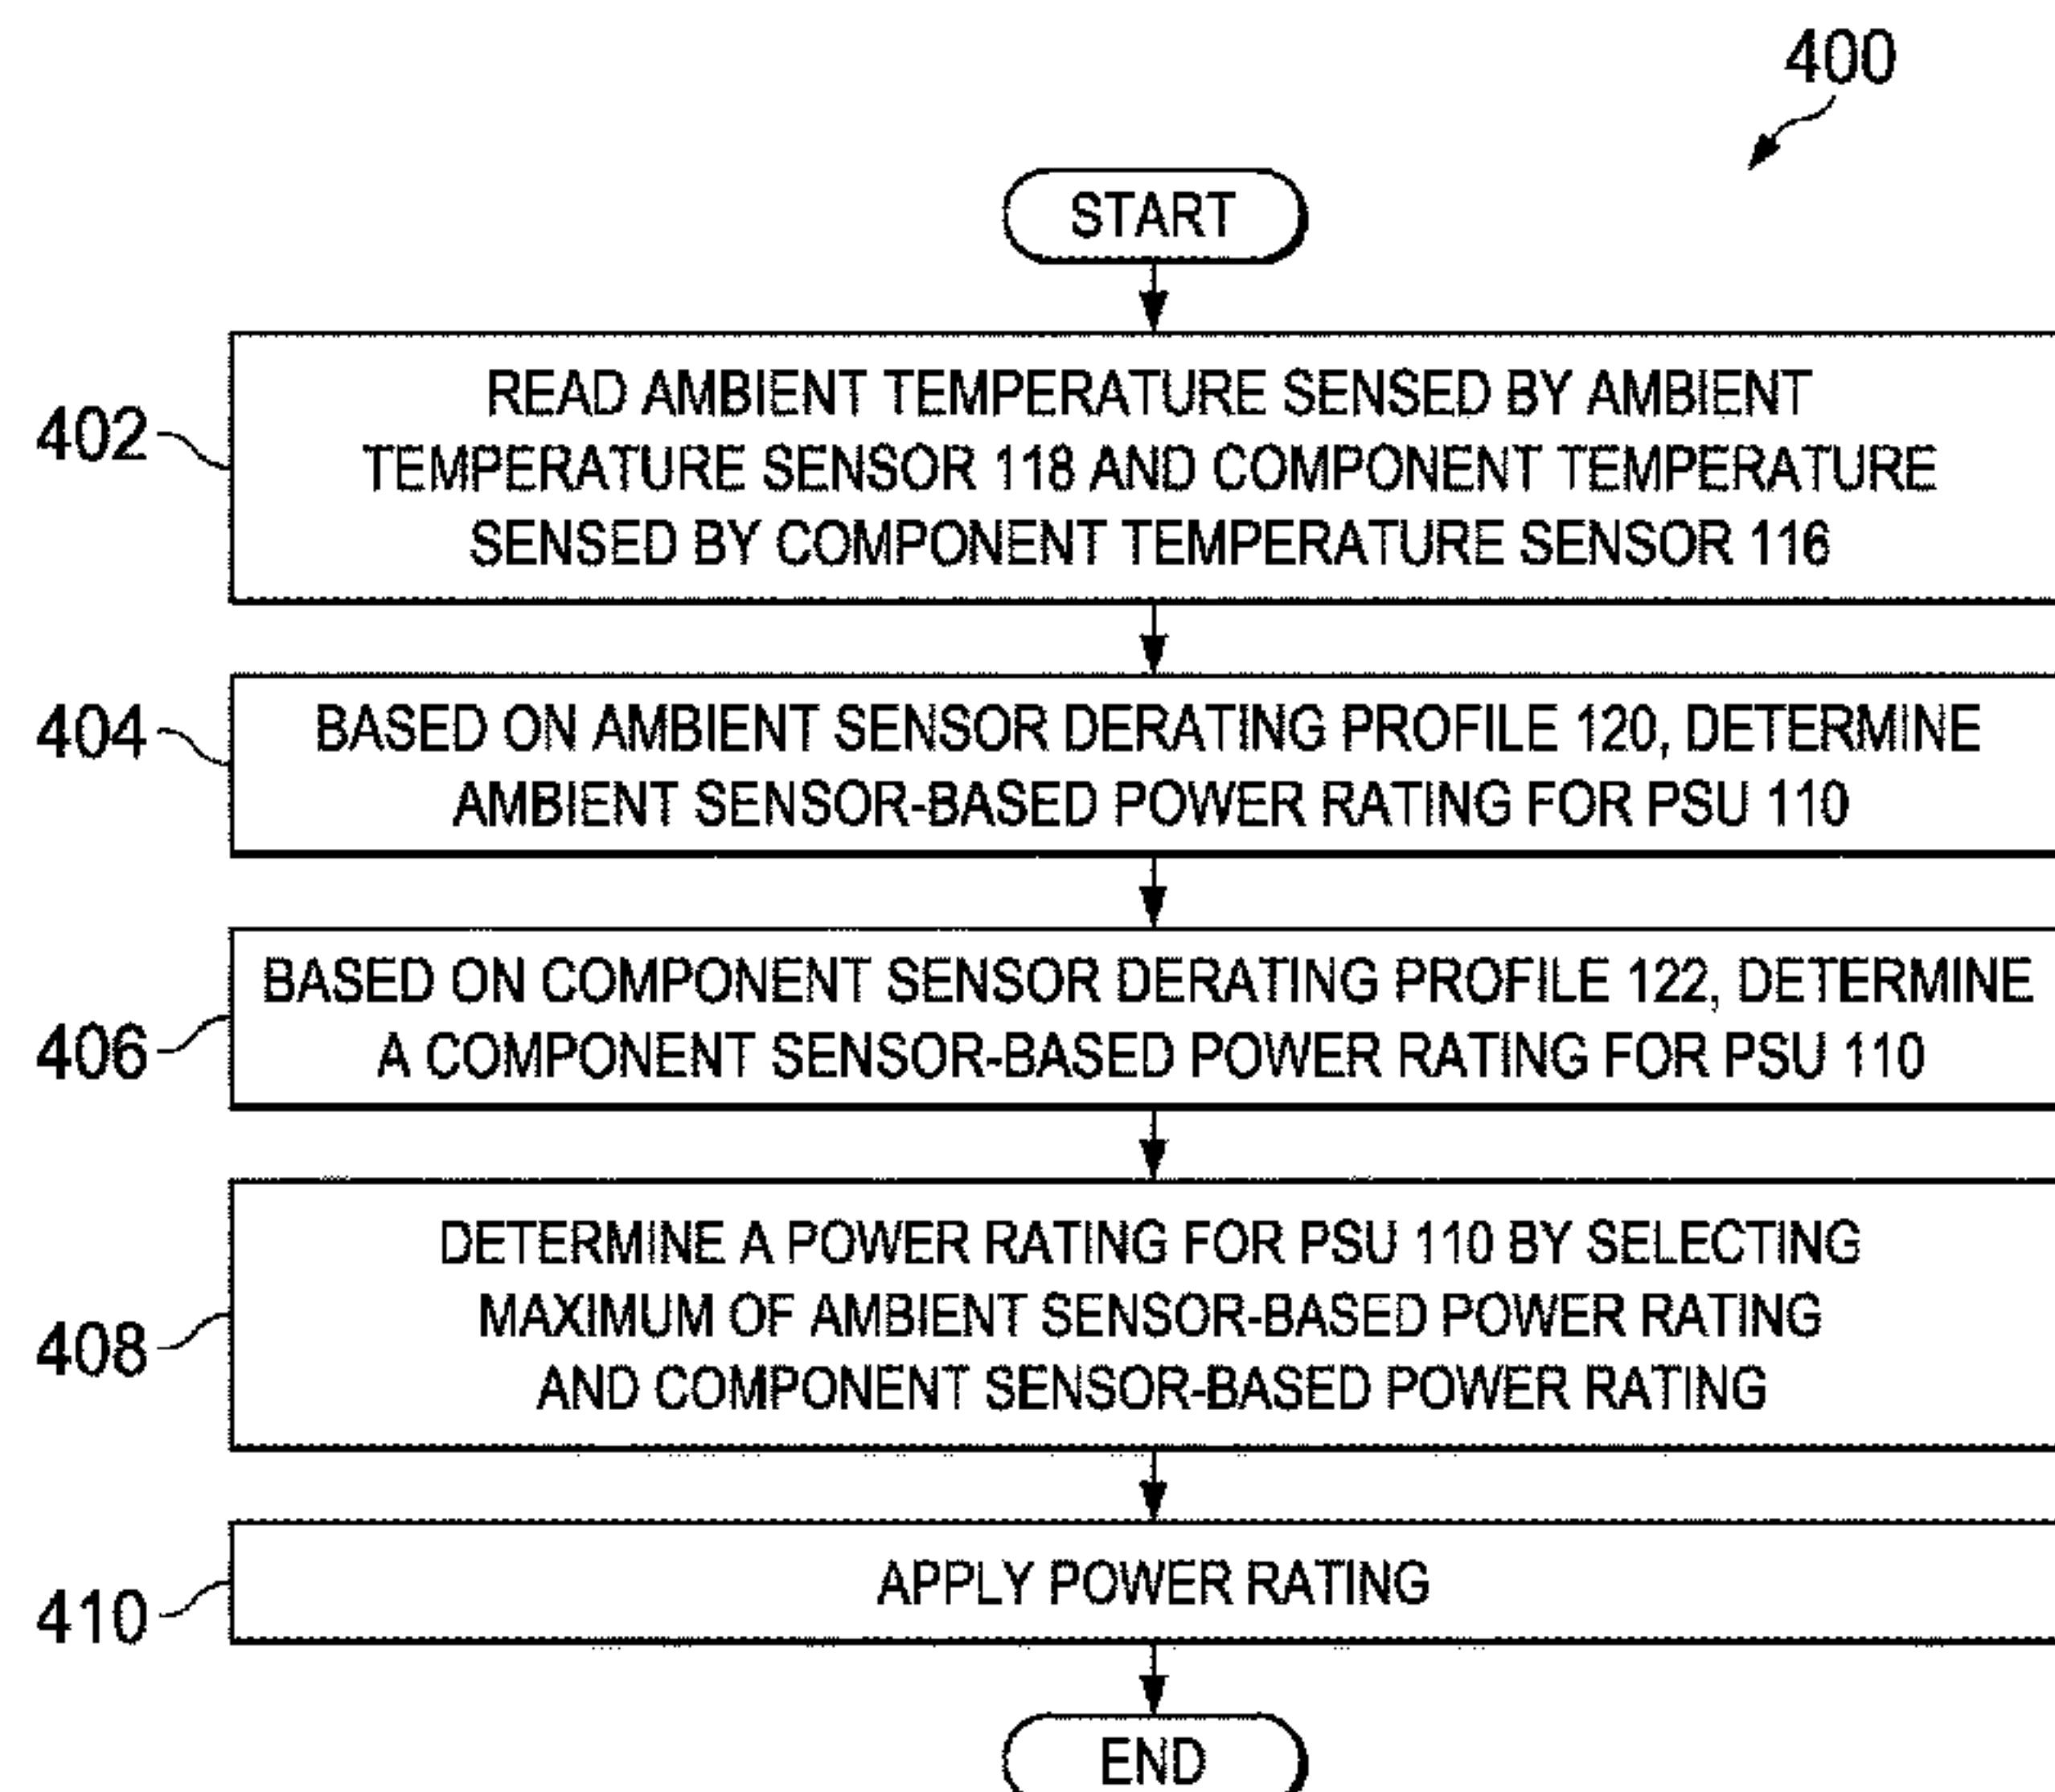 400
START
402
READ AMBIENT TEMPERATURE SENSED BY AMBIENT
TEMPERATURE SENSOR 118 AND COMPONENT TEMPERATURE
SENSED BY COMPONENT TEMPERATURE SENSOR 116
404
BASED ON AMBIENT SENSOR DERATING PROFILE 120, DETERMINE
AMBIENT SENSOR-BASED POWER RATING FOR PSU 110
406
BASED ON COMPONENT SENSOR DERATING PROFILE 122, DETERMINE
A COMPONENT SENSOR-BASED POWER RATING FOR PSU 110
408
DETERMINE A POWER RATING FOR PSU 110 BY SELECTING
MAXIMUM OF AMBIENT SENSOR-BASED POWER RATING
AND COMPONENT SENSOR-BASED POWER RATING
410
APPLY POWER RATING
END